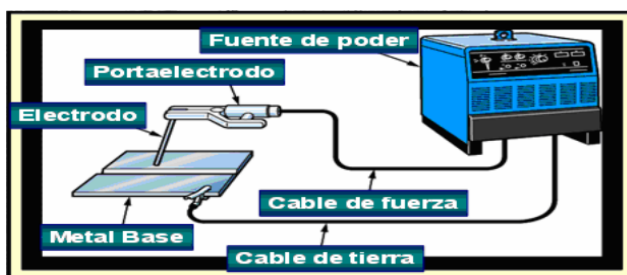 Fuente de poder
Portaelectrodo
Electrodo
Cable de fuerza
Metal Base
Cable de tierra